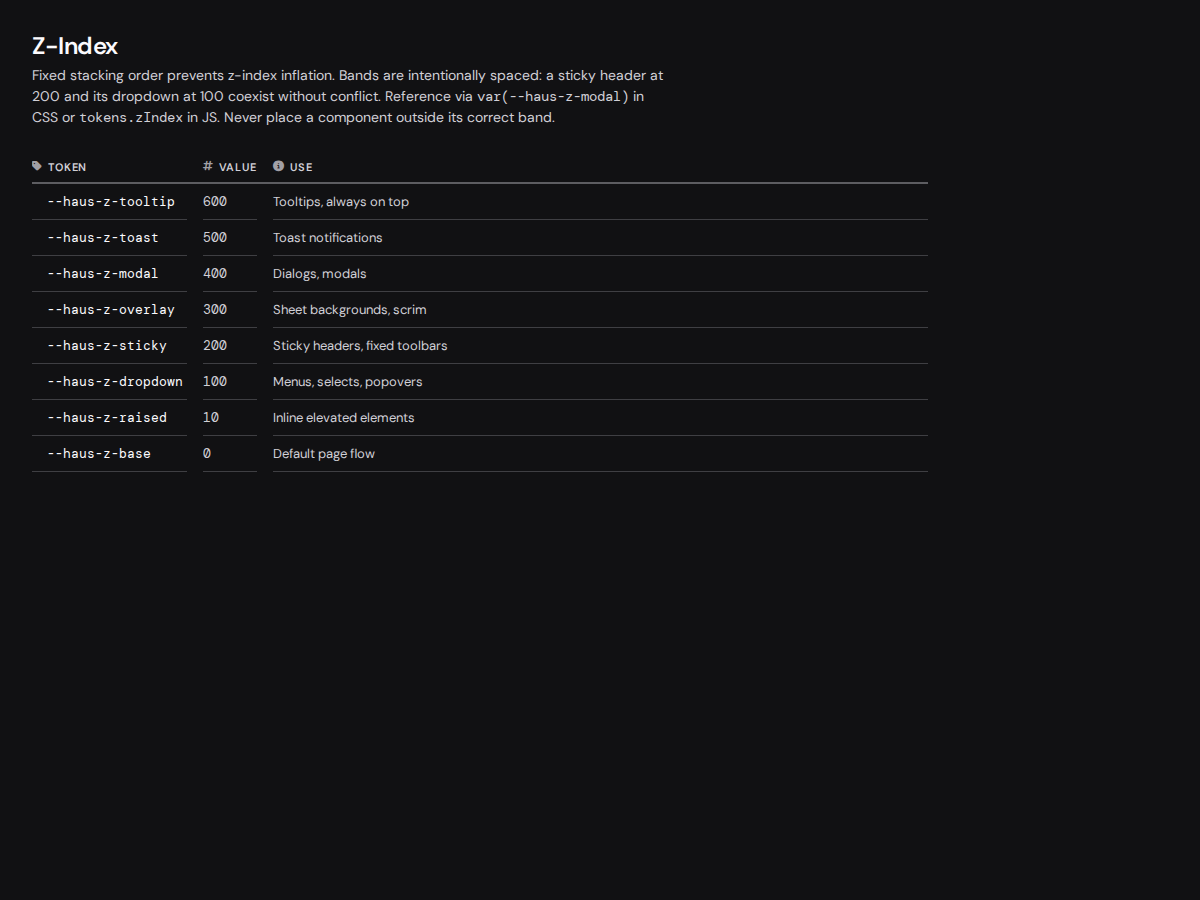 Z-Index
Fixed stacking order prevents z-index inflation. Bands are intentionally spaced: a sticky header at
200 and its dropdown at 100 coexist without conflict. Reference via var(--haus-z-modal) in
CSS or tokens.zIndex in JS. Never place a component outside its correct band.
TOKEN # VALUE USE
--haus-z-tooltip 600 Tooltips, always on top
--haus-z-toast 500 Toast notifications
--haus-z-modal 400 Dialogs, modals
--haus-z-overlay 300 Sheet backgrounds, scrim
--haus-z-sticky 200 Sticky headers, fixed toolbars
--haus-z-dropdown 100 Menus, selects, popovers
--haus-z-raised 10 Inline elevated elements
--haus-z-base 0 Default page flow